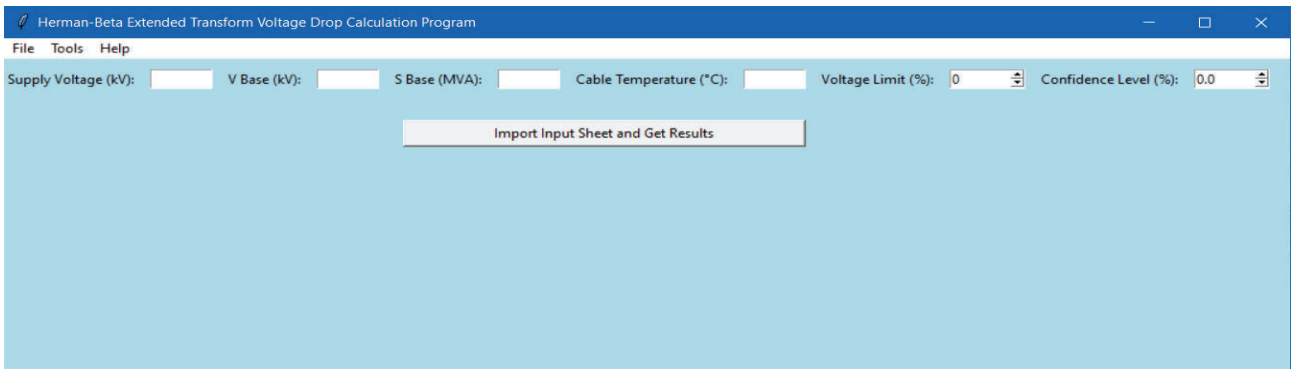 Herman-Beta Extended Transform Voltage Drop Calculation Program
File Tools Help
Supply Voltage (kV): V Base (kV): S Base (MVA): Cable Temperature (°C): Voltage Limit (%): 0 Confidence Level (%): 0.0
Import Input Sheet and Get Results